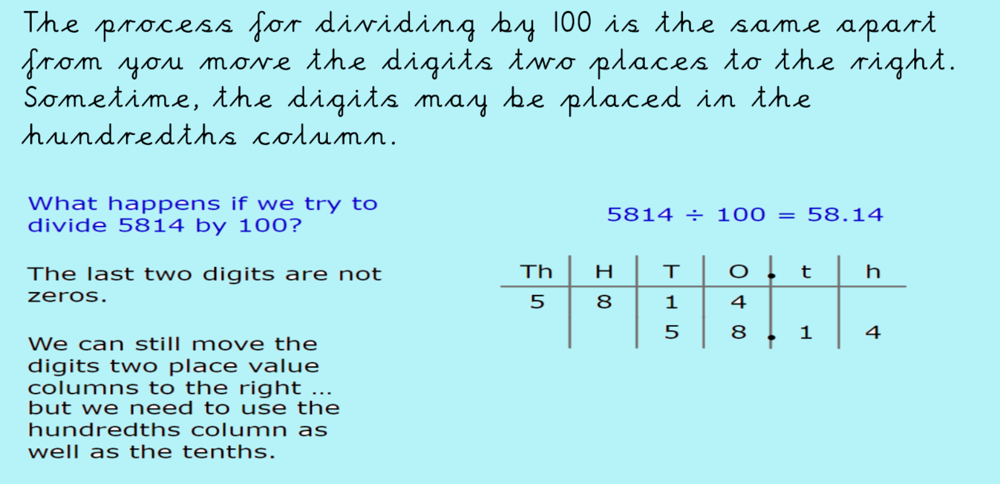 The process for dividing by 100 is the same apart
from you move the digits two places to the right.
Sometime, the digits may be placed in the
hundredths column.
What happens if we try to
divide 5814 by 100?
The last two digits are not
zeros.
We can still move the
digits two place value
columns to the right ...
but we need to use the
hundredths column as
well as the tenths.
5814 ÷ 100 = 58.14
Th H T O . t h
5 8 1 4
5 8 . 1 4